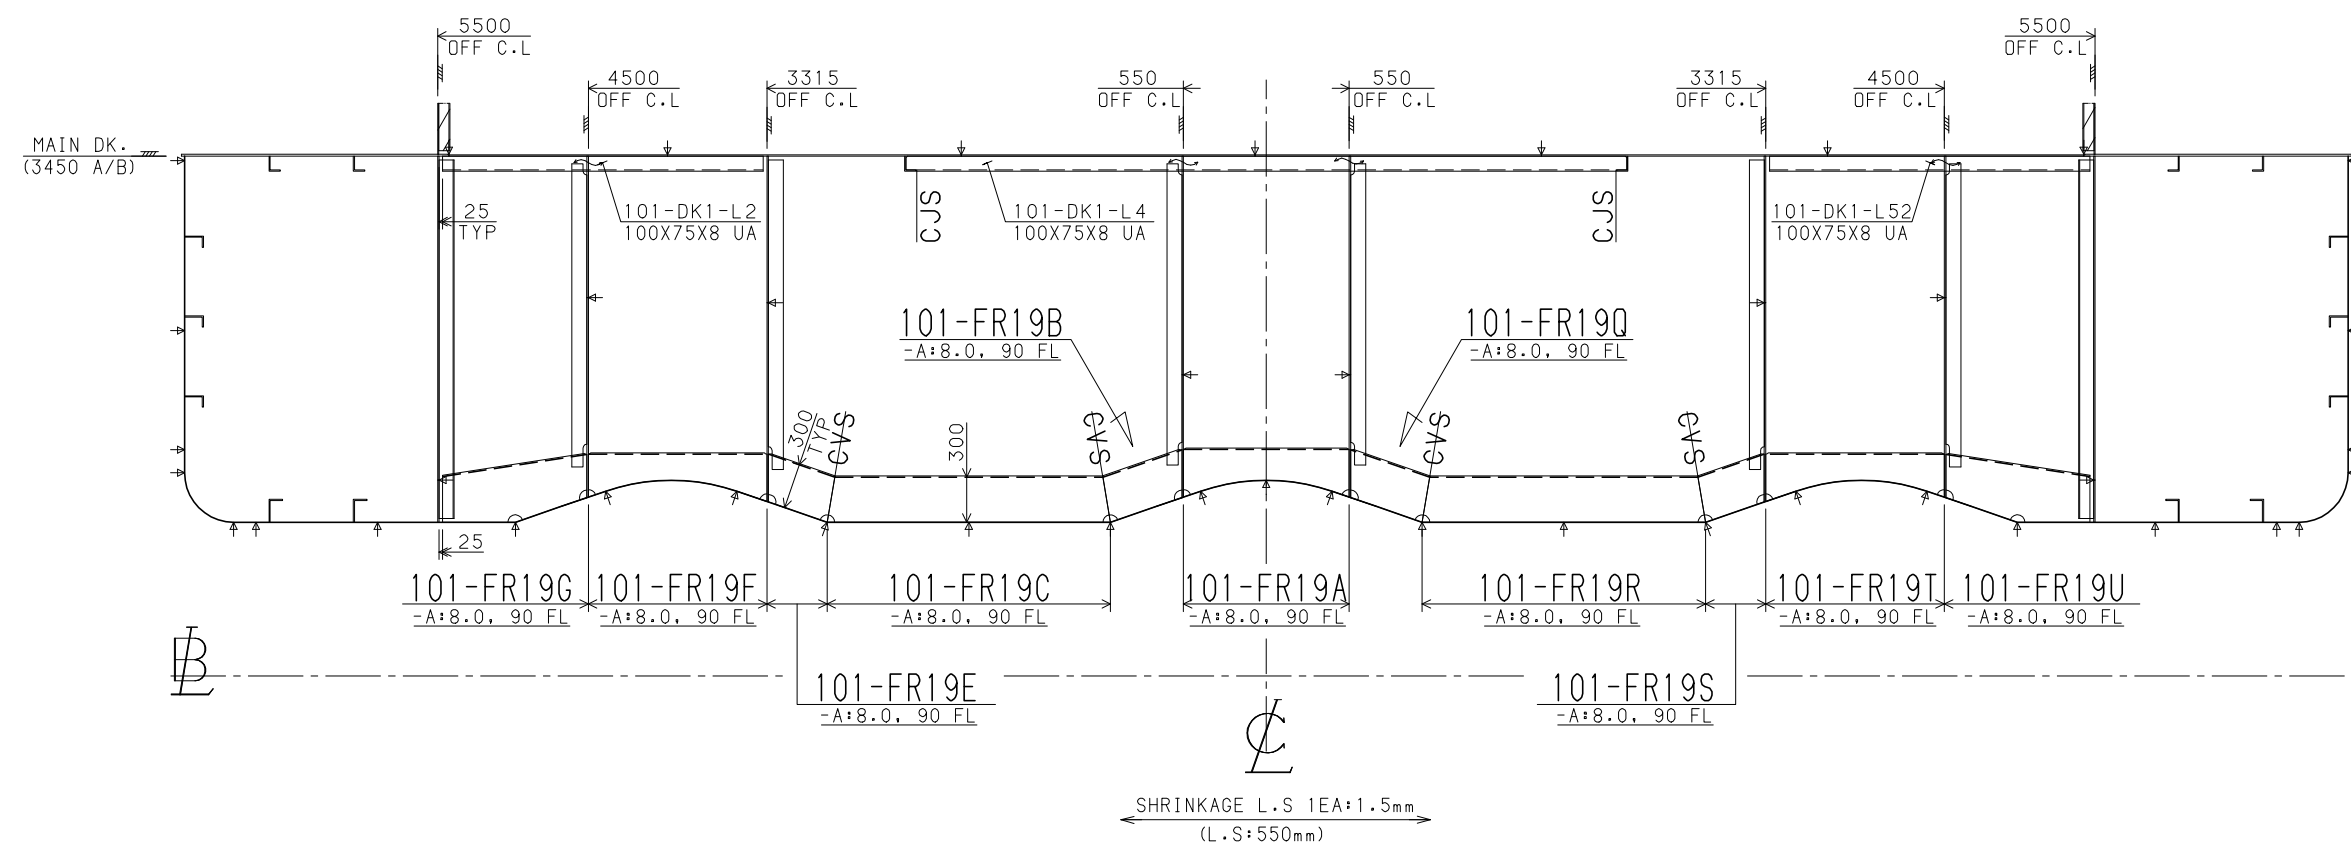 5500
OFF C.L
5500
OFF C.L
4500
OFF C.L
3315
OFF C.L
550
OFF C.L
550
OFF C.L
3315
OFF C.L
4500
OFF C.L
MAIN DK.
(3450 A/B)
25
TYP
101-DK1-L2
100X75X8 UA
CJS
101-DK1-L4
100X75X8 UA
CJS
101-DK1-L52
100X75X8 UA
101-FR19B
-A:8.0, 90 FL
101-FR19Q
-A:8.0, 90 FL
300
TYP
CVS
300
CVS
CVS
CVS
25
101-FR19G
-A:8.0, 90 FL
101-FR19F
-A:8.0, 90 FL
101-FR19C
-A:8.0, 90 FL
101-FR19A
-A:8.0, 90 FL
101-FR19R
-A:8.0, 90 FL
101-FR19T
-A:8.0, 90 FL
101-FR19U
-A:8.0, 90 FL
BL
101-FR19E
-A:8.0, 90 FL
101-FR19S
-A:8.0, 90 FL
CL
SHRINKAGE L.S 1EA:1.5mm
(L.S:550mm)